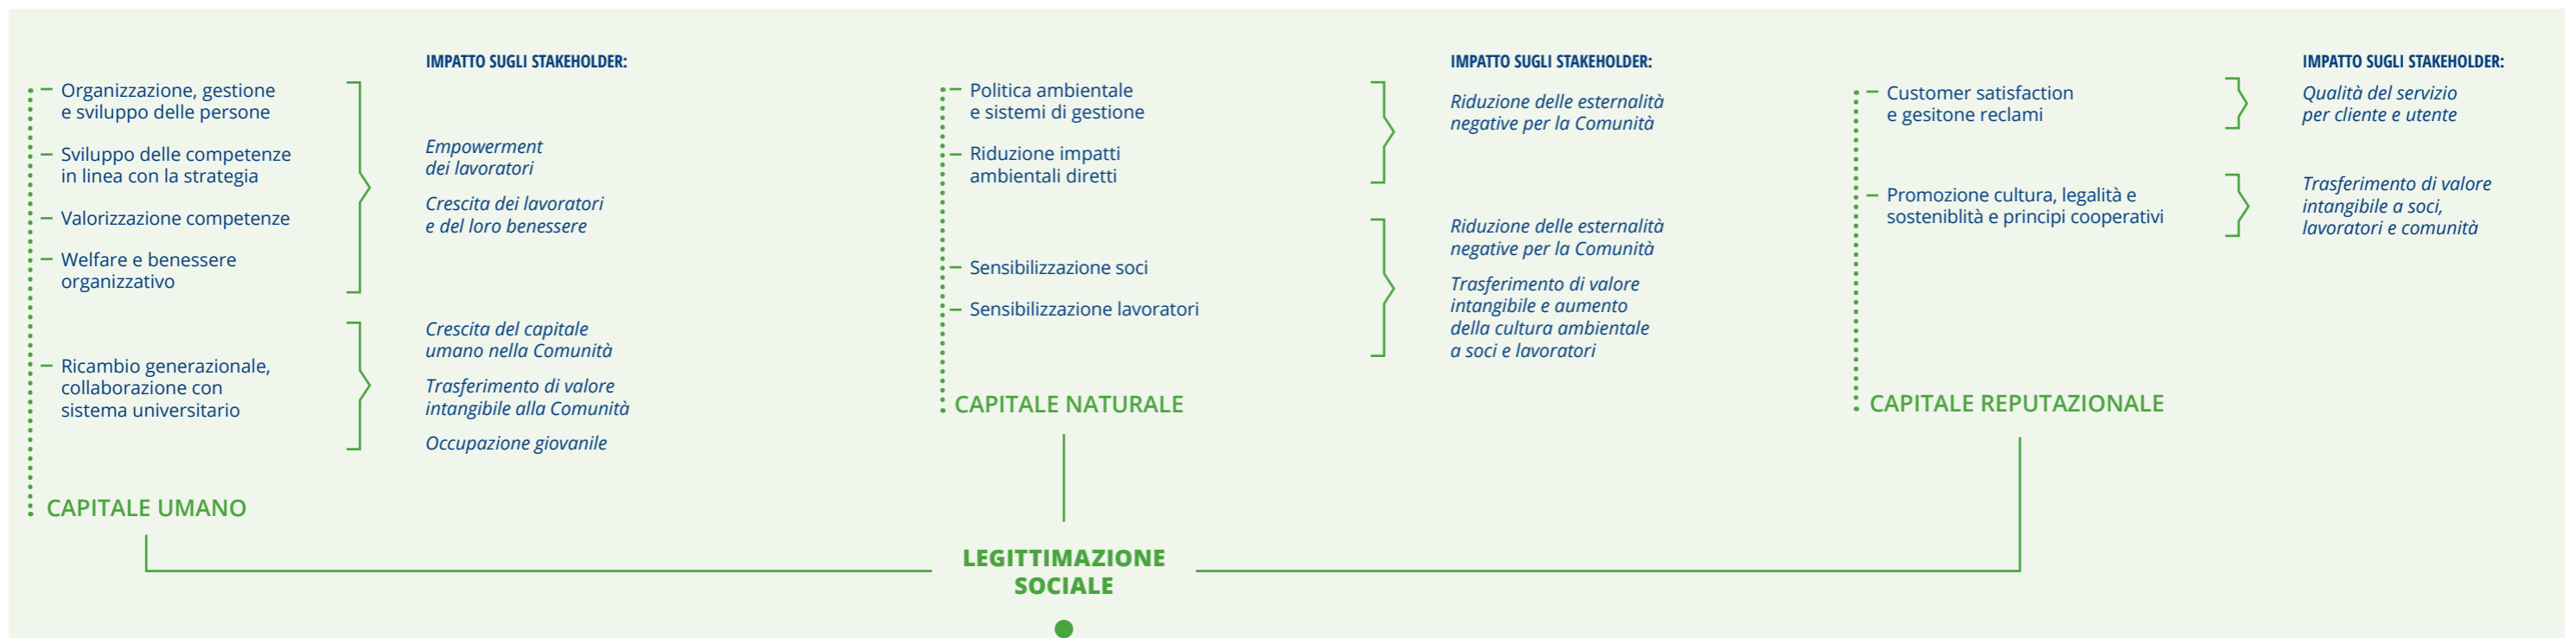 IMPATTO SUGLI STAKEHOLDER:
Organizzazione, gestione
e sviluppo delle persone
Sviluppo delle competenze
in linea con la strategia
Valorizzazione competenze
Welfare e benessere
organizzativo
Empowerment
dei lavoratori
Crescita dei lavoratori
e del loro benessere
Ricambio generazionale,
collaborazione con
sistema universitario
Crescita del capitale
umano nella Comunità
Trasferimento di valore
intangibile alla Comunità
Occupazione giovanile
CAPITALE UMANO
IMPATTO SUGLI STAKEHOLDER:
Politica ambientale
e sistemi di gestione
Riduzione impatti
ambientali diretti
Riduzione delle esternalità
negative per la Comunità
Sensibilizzazione soci
Sensibilizzazione lavoratori
Riduzione delle esternalità
negative per la Comunità
Trasferimento di valore
intangibile e aumento
della cultura ambientale
a soci e lavoratori
CAPITALE NATURALE
IMPATTO SUGLI STAKEHOLDER:
Customer satisfaction
e gesitone reclami
Qualità del servizio
per cliente e utente
Promozione cultura, legalità e
sosteniblità e principi cooperativi
Trasferimento di valore
intangibile a soci,
lavoratori e comunità
CAPITALE REPUTAZIONALE
LEGITTIMAZIONE
SOCIALE